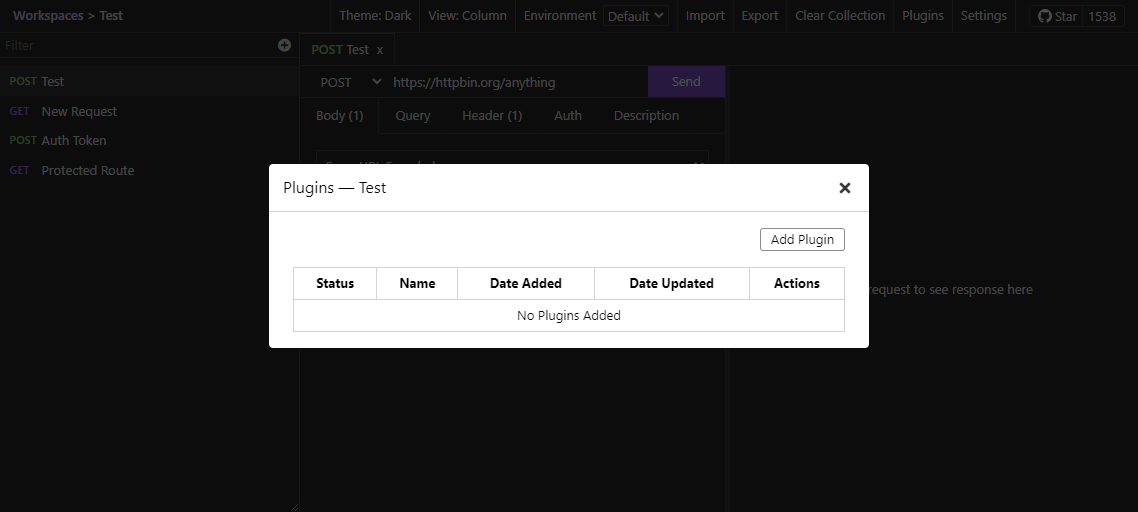 Workspaces > Test
Theme: Dark
View: Column
Environment
Default
Import
Export
Clear Collection
Plugins
Settings
Star
1538
Filter
POST Test x
POST Test
GET New Request
POST Auth Token
GET Protected Route
POST
https://httpbin.org/anything
Send
Body (1)
Query
Header (1)
Auth
Description
Plugins — Test
Add Plugin
Status
Name
Date Added
Date Updated
Actions
No Plugins Added
request to see response here